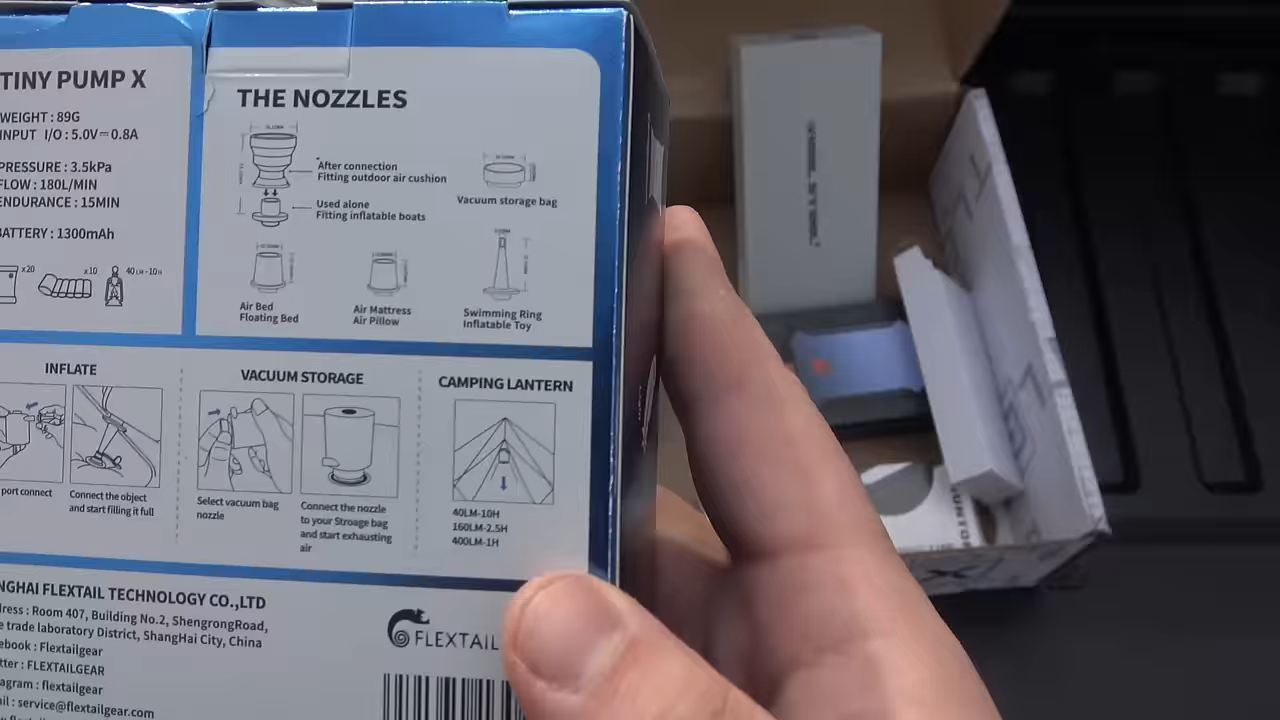 TINY PUMP X
WEIGHT : 89G
INPUT I/O : 5.0V⎓0.8A
PRESSURE : 3.5kPa
FLOW : 180L/MIN
ENDURANCE : 15MIN
BATTERY : 1300mAh
x20
x10
40LM-10H
THE NOZZLES
After connection
Fitting outdoor air cushion
Used alone
Fitting inflatable boats
Vacuum storage bag
Air Bed
Floating Bed
Air Mattress
Air Pillow
Swimming Ring
Inflatable Toy
INFLATE
port connect
Connect the object
and start filling it full
VACUUM STORAGE
Select vacuum bag
nozzle
Connect the nozzle
to your Stroage bag
and start exhausting
air
CAMPING LANTERN
40LM-10H
160LM-2.5H
400LM-1H
NGHAI FLEXTAIL TECHNOLOGY CO.,LTD
ress : Room 407, Building No.2, ShengrongRoad,
e trade laboratory District, ShangHai City, China
ebook : Flextailgear
tter : FLEXTAILGEAR
agram : flextailgear
ail : service@flextailgear.com
FLEXTAIL